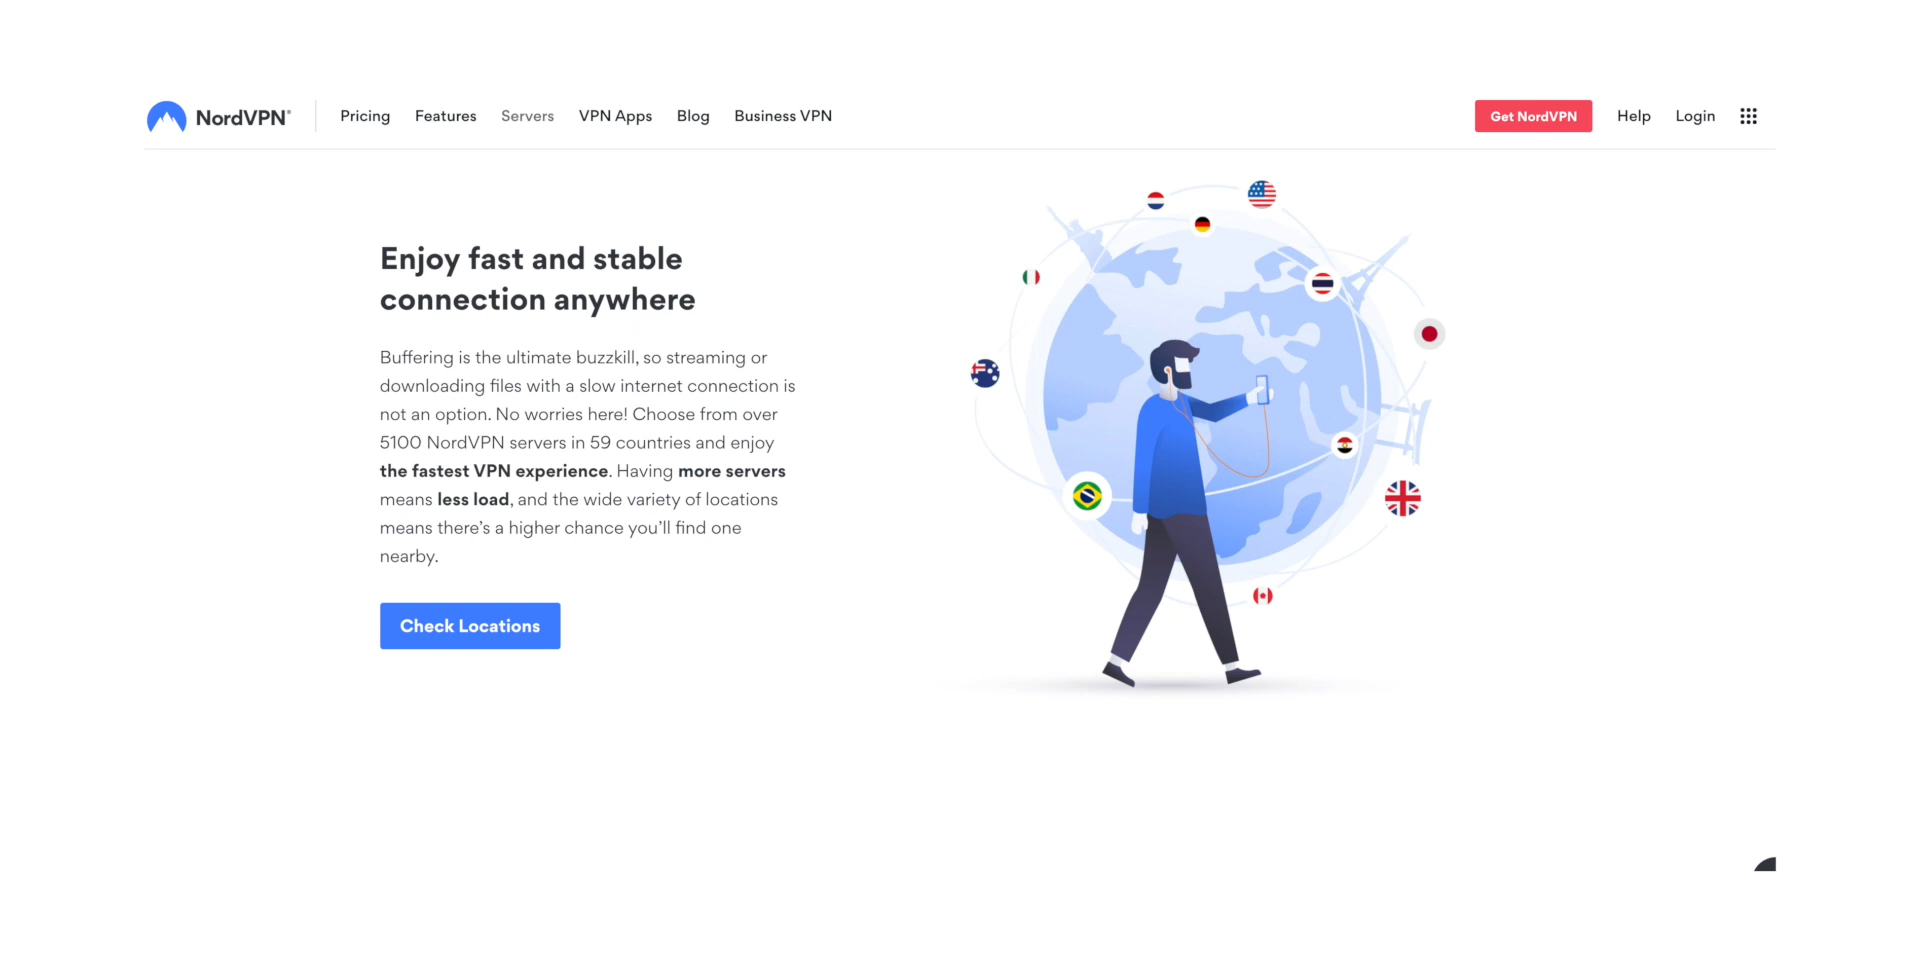 NordVPN®
Pricing
Features
Servers
VPN Apps
Blog
Business VPN
Get NordVPN
Help
Login
Enjoy fast and stable
connection anywhere
Buffering is the ultimate buzzkill, so streaming or
downloading files with a slow internet connection is
not an option. No worries here! Choose from over
5100 NordVPN servers in 59 countries and enjoy
the fastest VPN experience. Having more servers
means less load, and the wide variety of locations
means there’s a higher chance you’ll find one
nearby.
Check Locations